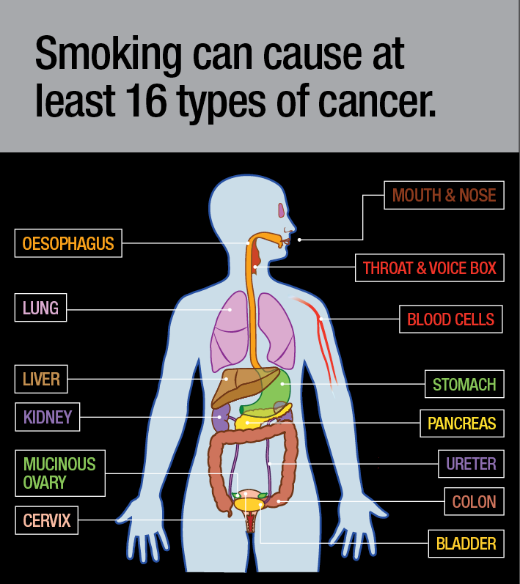 Smoking can cause at
least 16 types of cancer.
MOUTH & NOSE
OESOPHAGUS
THROAT & VOICE BOX
LUNG
BLOOD CELLS
LIVER
STOMACH
KIDNEY
PANCREAS
MUCINOUS
OVARY
URETER
COLON
CERVIX
BLADDER